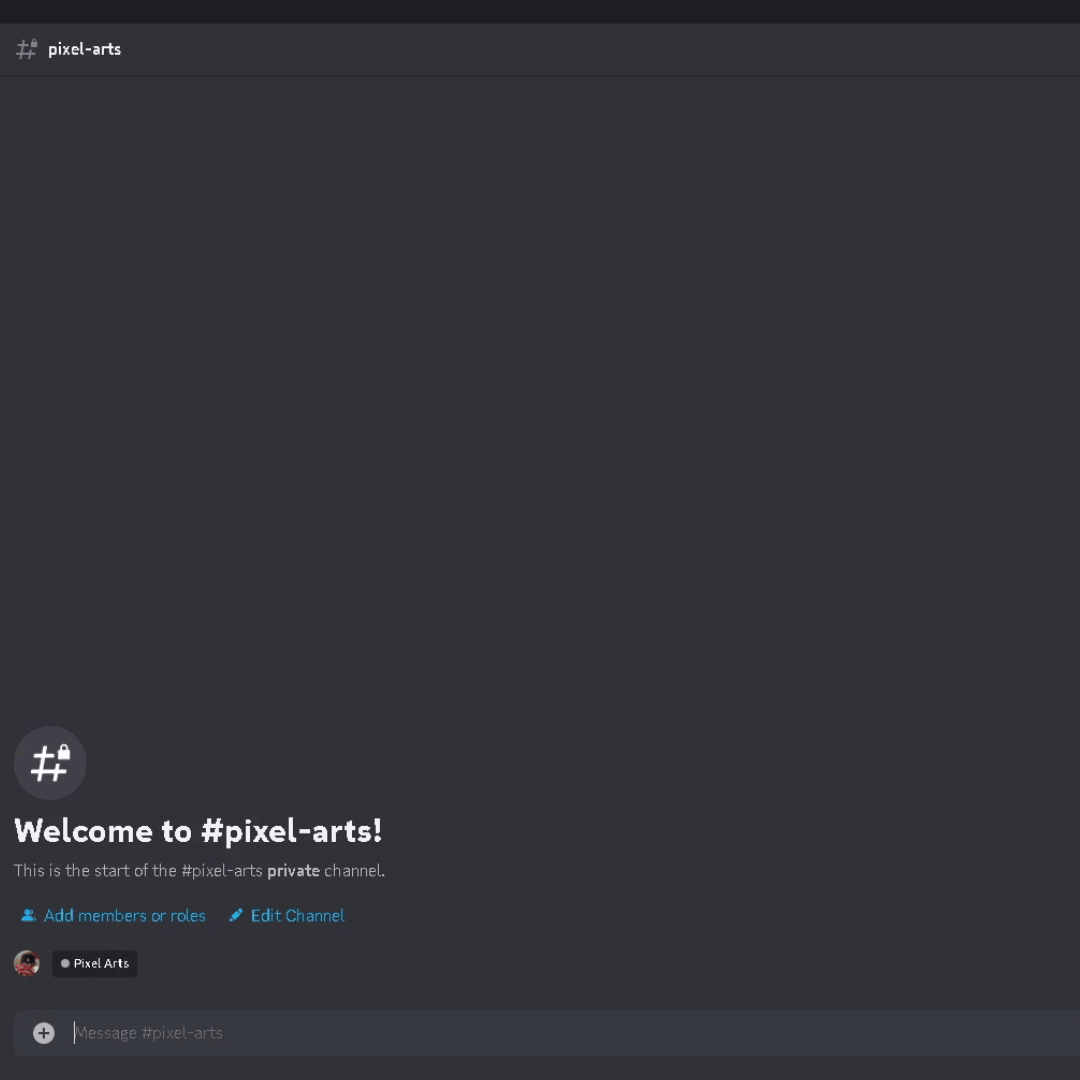 pixel-arts
Welcome to #pixel-arts!
This is the start of the #pixel-arts private channel.
Add members or roles Edit Channel
Pixel Arts
Message #pixel-arts